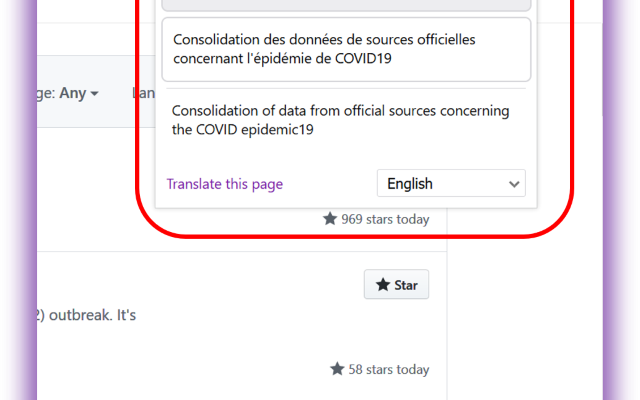 Consolidation des données de sources officielles
concernant l'épidémie de COVID19
ge: Any
Consolidation of data from official sources concerning
the COVID epidemic19
Translate this page
English
969 stars today
Star
2) outbreak. It's
58 stars today